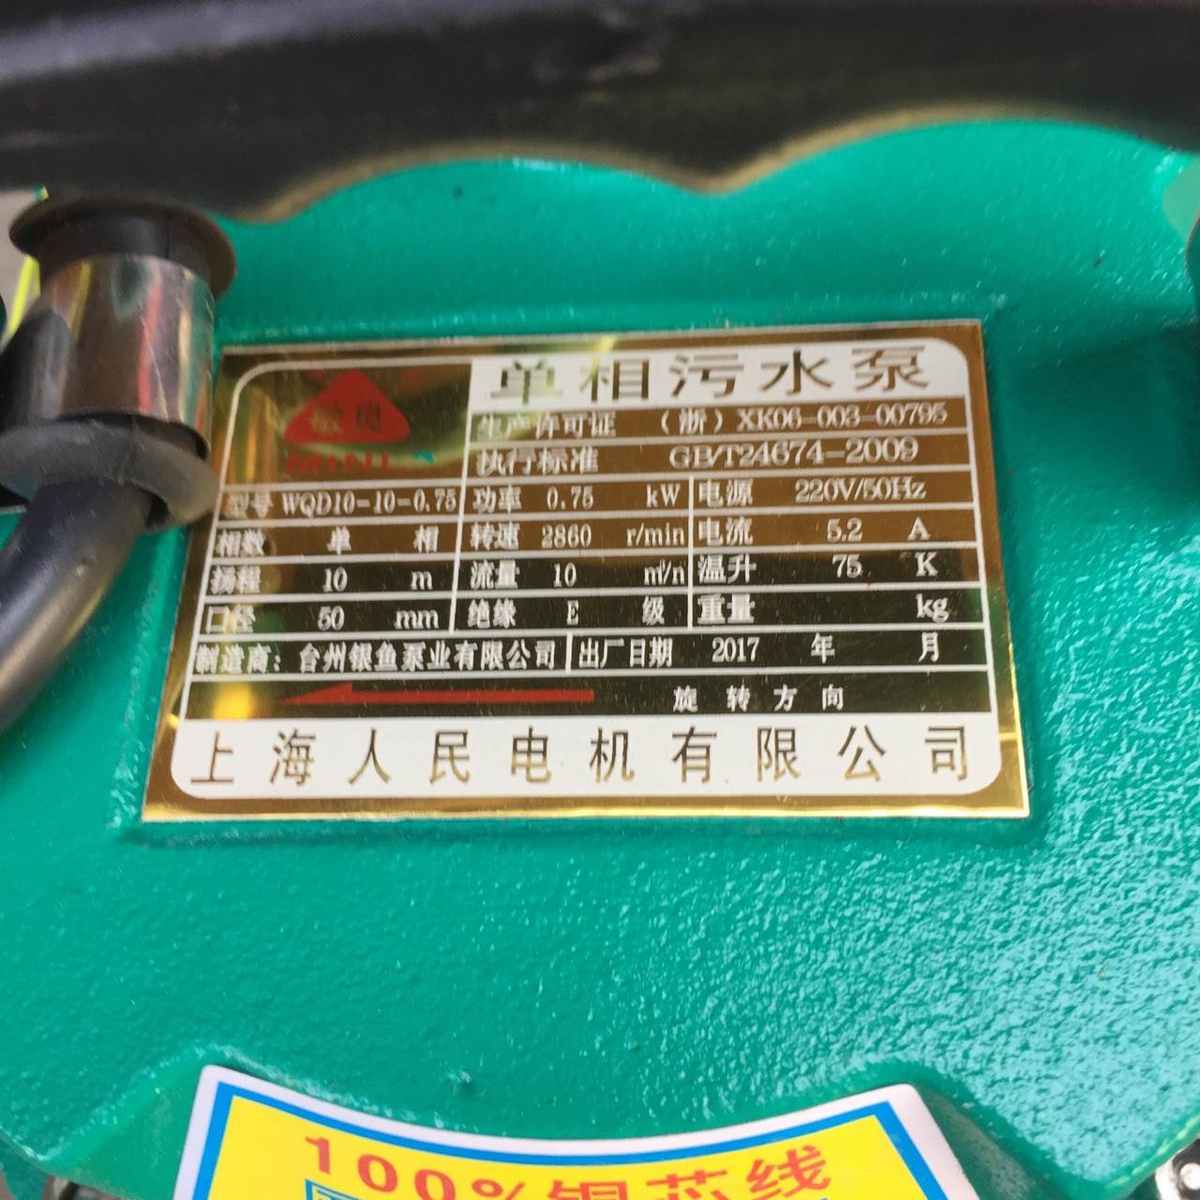 单相污水泵
生产许可证 （浙）XK06-003-00795
执行标准 GB/T24674-2009
型号 WQD10-10-0.75 功率 0.75 kW 电源 220V/50Hz
相数 单 相 转速 2860 r/min 电流 5.2 A
扬程 10 m 流量 10 m³/h 温升 75 K
口径 50 mm 绝缘 E 级 重量 kg
制造商：台州银鱼泵业有限公司 出厂日期 2017 年 月
旋转方向
上海人民电机有限公司
100%铜芯线